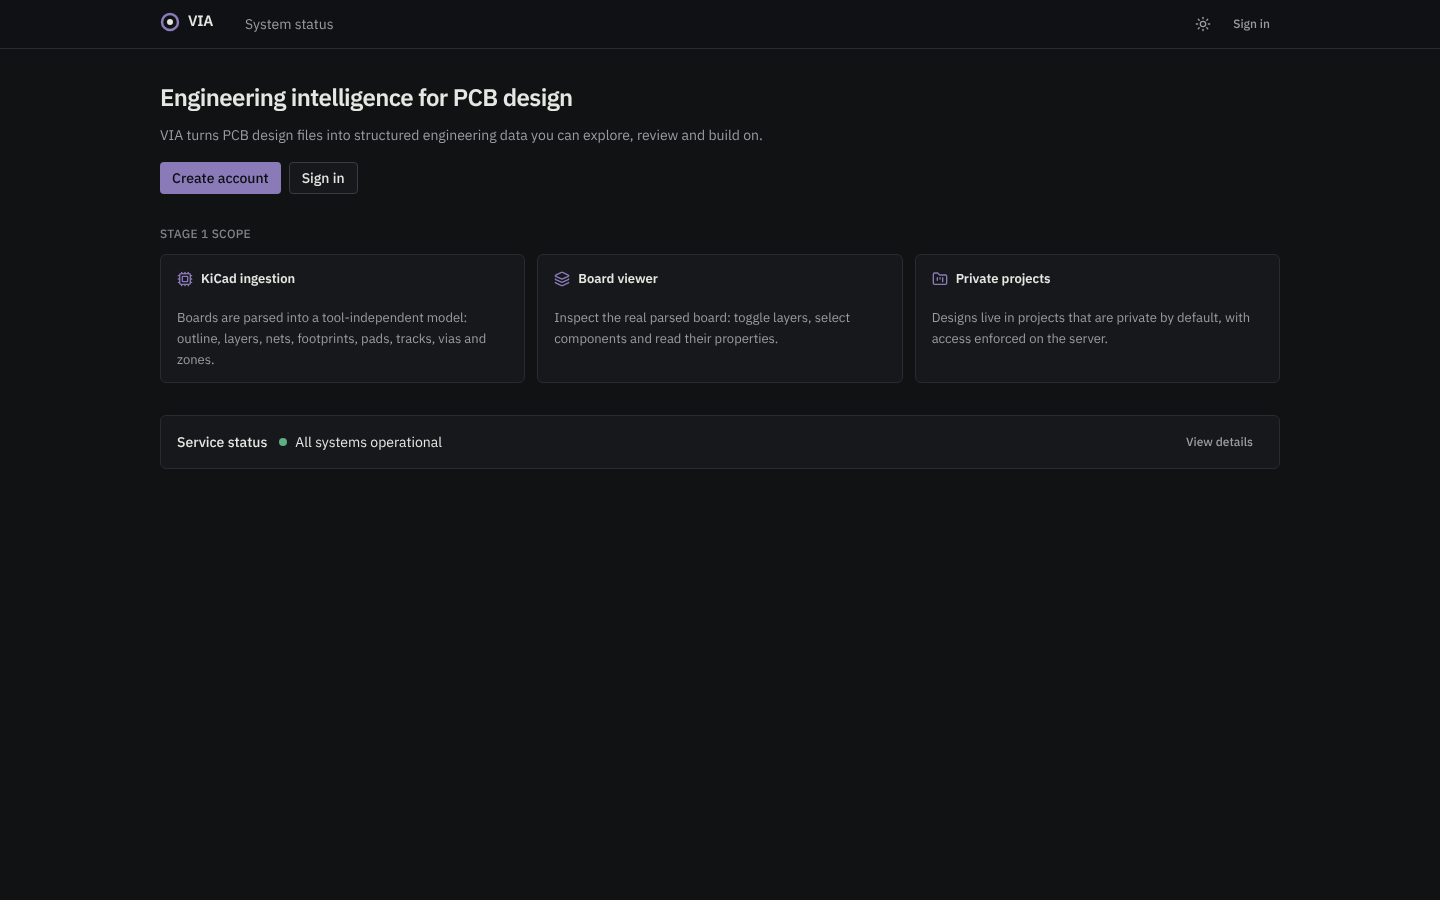 VIA
System status
Sign in
Engineering intelligence for PCB design
VIA turns PCB design files into structured engineering data you can explore, review and build on.
Create account
Sign in
STAGE 1 SCOPE
KiCad ingestion
Boards are parsed into a tool-independent model:
outline, layers, nets, footprints, pads, tracks, vias and
zones.
Board viewer
Inspect the real parsed board: toggle layers, select
components and read their properties.
Private projects
Designs live in projects that are private by default, with
access enforced on the server.
Service status
All systems operational
View details